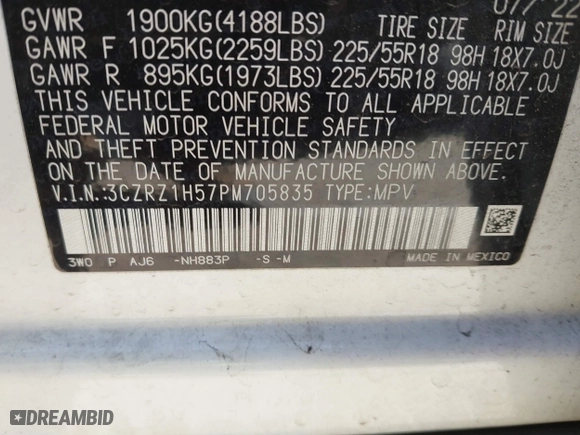 GVWR 1900KG(4188LBS) TIRE SIZE RIM SIZE
GAWR F 1025KG(2259LBS) 225/55R18 98H 18X7.0J
GAWR R 895KG(1973LBS) 225/55R18 98H 18X7.0J
THIS VEHICLE CONFORMS TO ALL APPLICABLE
FEDERAL MOTOR VEHICLE SAFETY
AND THEFT PREVENTION STANDARDS IN EFFECT
ON THE DATE OF MANUFACTURE SHOWN ABOVE.
V.I.N.:3CZRZ1H57PM705835 TYPE:MPV
3W0 P AJ6 -NH883P -S -M MADE IN MEXICO
DREAMBID